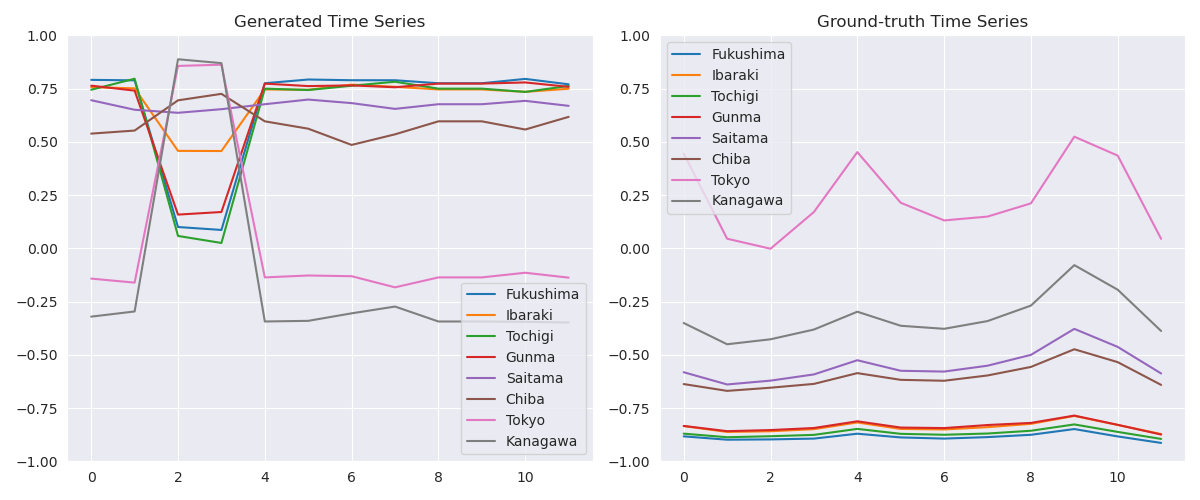 Generated Time Series
1.00
0.75
0.50
0.25
0.00
−0.25
−0.50
−0.75
−1.00
0 2 4 6 8 10
Fukushima
Ibaraki
Tochigi
Gunma
Saitama
Chiba
Tokyo
Kanagawa
Ground-truth Time Series
1.00
0.75
0.50
0.25
0.00
−0.25
−0.50
−0.75
−1.00
0 2 4 6 8 10
Fukushima
Ibaraki
Tochigi
Gunma
Saitama
Chiba
Tokyo
Kanagawa